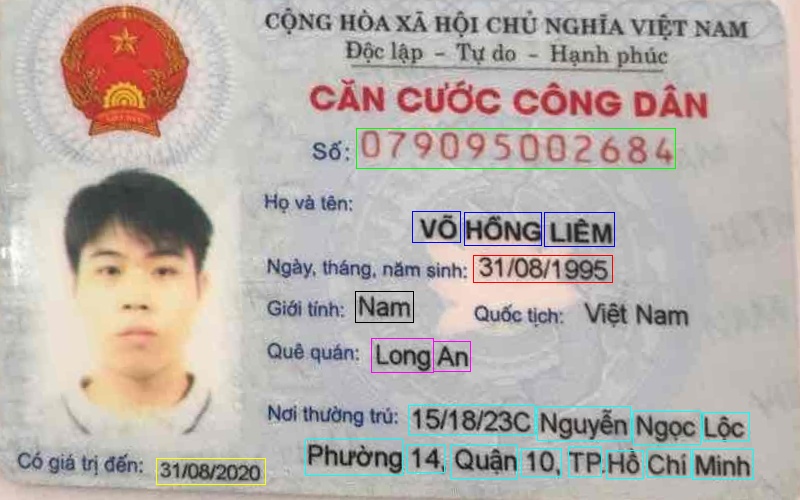 CỘNG HÒA XÃ HỘI CHỦ NGHĨA VIỆT NAM
Độc lập - Tự do - Hạnh phúc
CĂN CƯỚC CÔNG DÂN
Số: 079095002684
Họ và tên:
VÕ HỒNG LIÊM
Ngày, tháng, năm sinh: 31/08/1995
Giới tính: Nam Quốc tịch: Việt Nam
Quê quán: Long An
Nơi thường trú: 15/18/23C Nguyễn Ngọc Lộc
Phường 14, Quận 10, TP.Hồ Chí Minh
Có giá trị đến: 31/08/2020